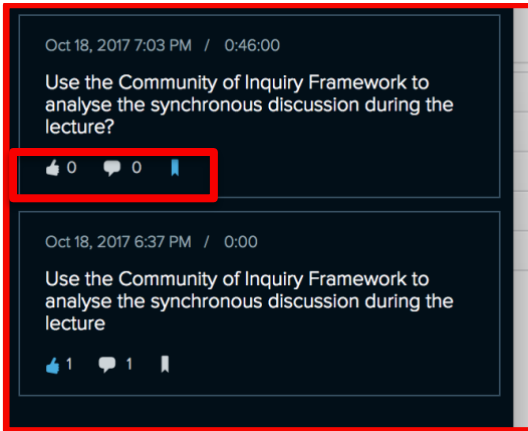 Oct 18, 2017 7:03 PM / 0:46:00
Use the Community of Inquiry Framework to
analyse the synchronous discussion during the
lecture?
0 0
Oct 18, 2017 6:37 PM / 0:00
Use the Community of Inquiry Framework to
analyse the synchronous discussion during the
lecture
1 1